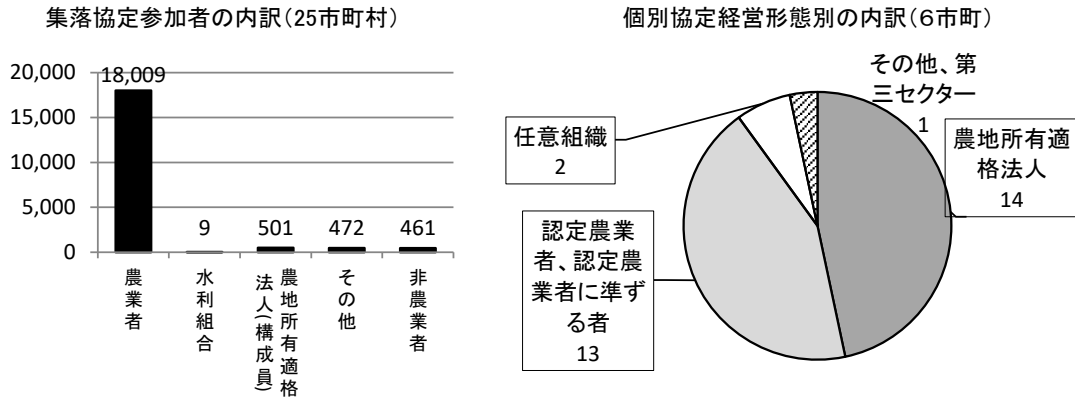 集落協定参加者の内訳(25市町村)
20,000
15,000
10,000
5,000
0
18,009
9
501
472
461
農業者
水利組合
農地所有適格
法人(構成員)
その他
非農業者
個別協定経営形態別の内訳(6市町)
その他、第
三セクター
1
任意組織
2
農地所有適
格法人
14
認定農業
者、認定農
業者に準ず
る者
13